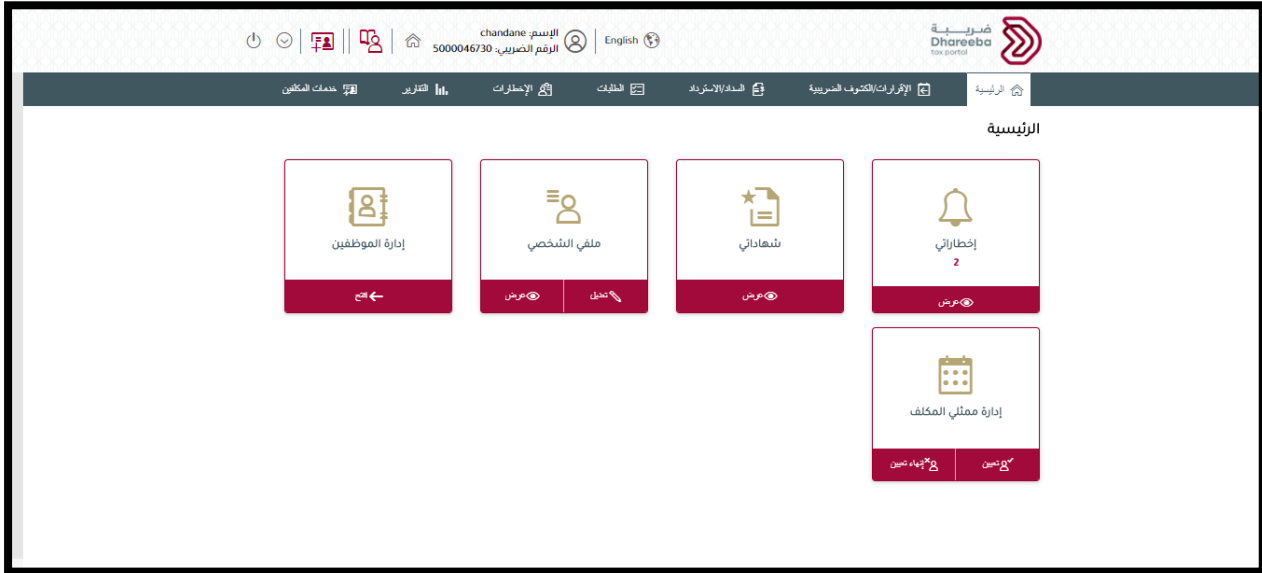 ضريبة
Dhareeba
tax portal
English
الإسم: chandane
الرقم الضريبي: 5000046730
الرئيسية
الإقرارات/الكشوف الضريبية
السداد/الاسترداد
الطلبات
الإخطارات
التقارير
خدمات المكلفين
الرئيسية
إخطاراتي
2
عرض
شهاداتي
عرض
ملفي الشخصي
تعديل
عرض
إدارة الموظفين
افتح
إدارة ممثلي المكلف
تعيين
إنهاء تعيين